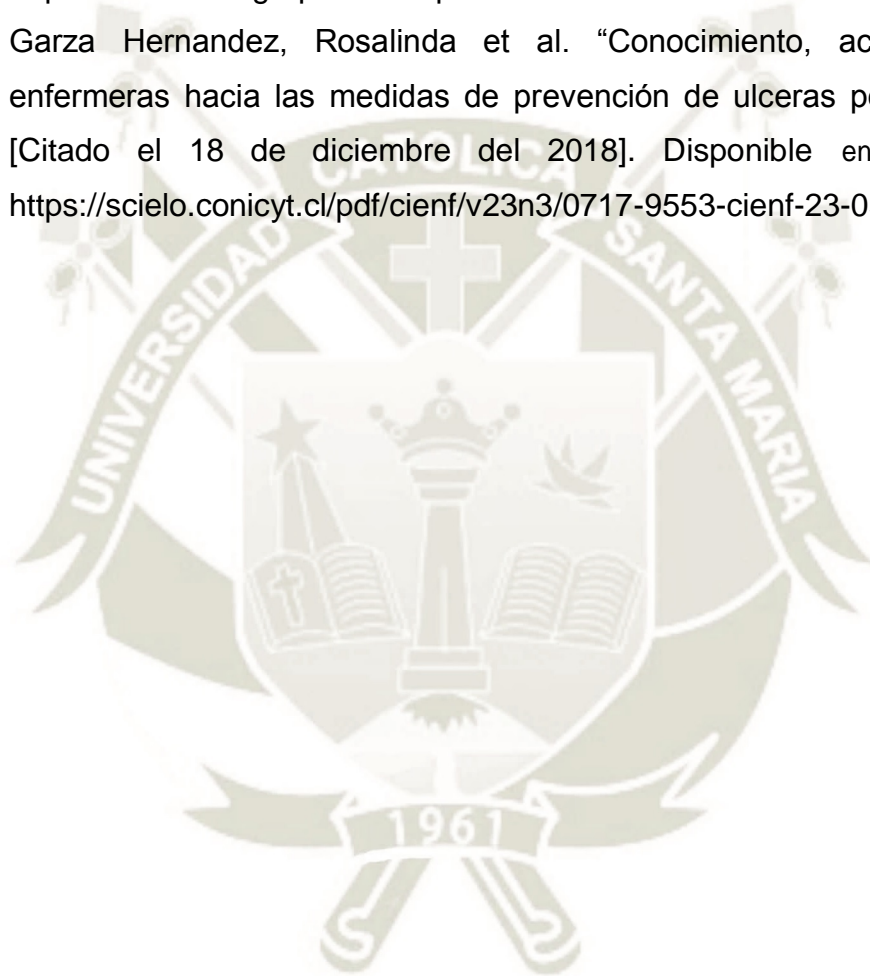 Garza Hernandez, Rosalinda et al. “Conocimiento, ac
enfermeras hacia las medidas de prevención de ulceras p
[Citado el 18 de diciembre del 2018]. Disponible en
https://scielo.conicyt.cl/pdf/cienf/v23n3/0717-9553-cienf-23-0
UNIVERSIDAD CATOLICA SANTA MARIA
1961